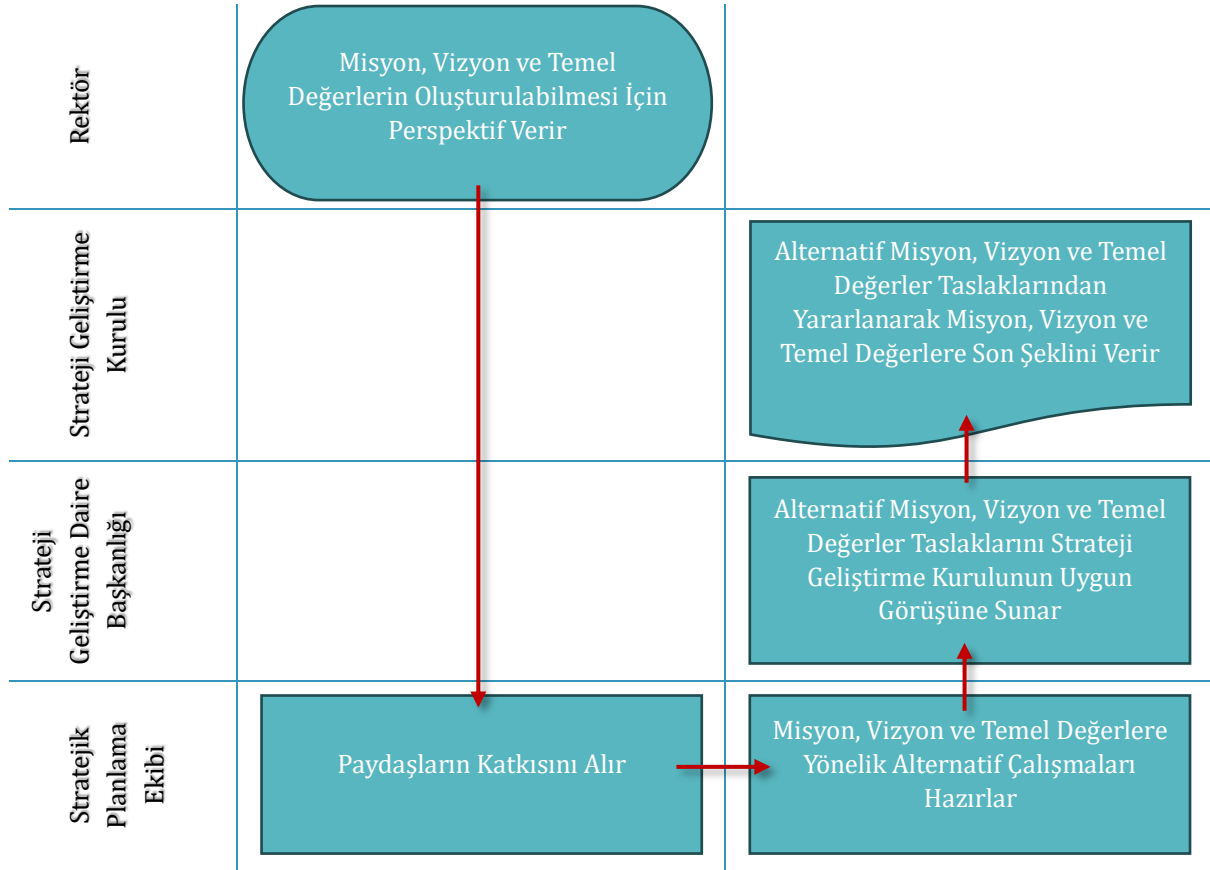 Rektör
Misyon, Vizyon ve Temel
Değerlerin Oluşturulabilmesi İçin
Perspektif Verir
Strateji Geliştirme
Kurulu
Alternatif Misyon, Vizyon ve Temel
Değerler Taslaklarından
Yararlanarak Misyon, Vizyon ve
Temel Değerlere Son Şeklini Verir
Strateji
Geliştirme Daire
Başkanlığı
Alternatif Misyon, Vizyon ve Temel
Değerler Taslaklarını Strateji
Geliştirme Kurulunun Uygun
Görüşüne Sunar
Stratejik
Planlama
Ekibi
Paydaşların Katkısını Alır
Misyon, Vizyon ve Temel Değerlere
Yönelik Alternatif Çalışmaları
Hazırlar